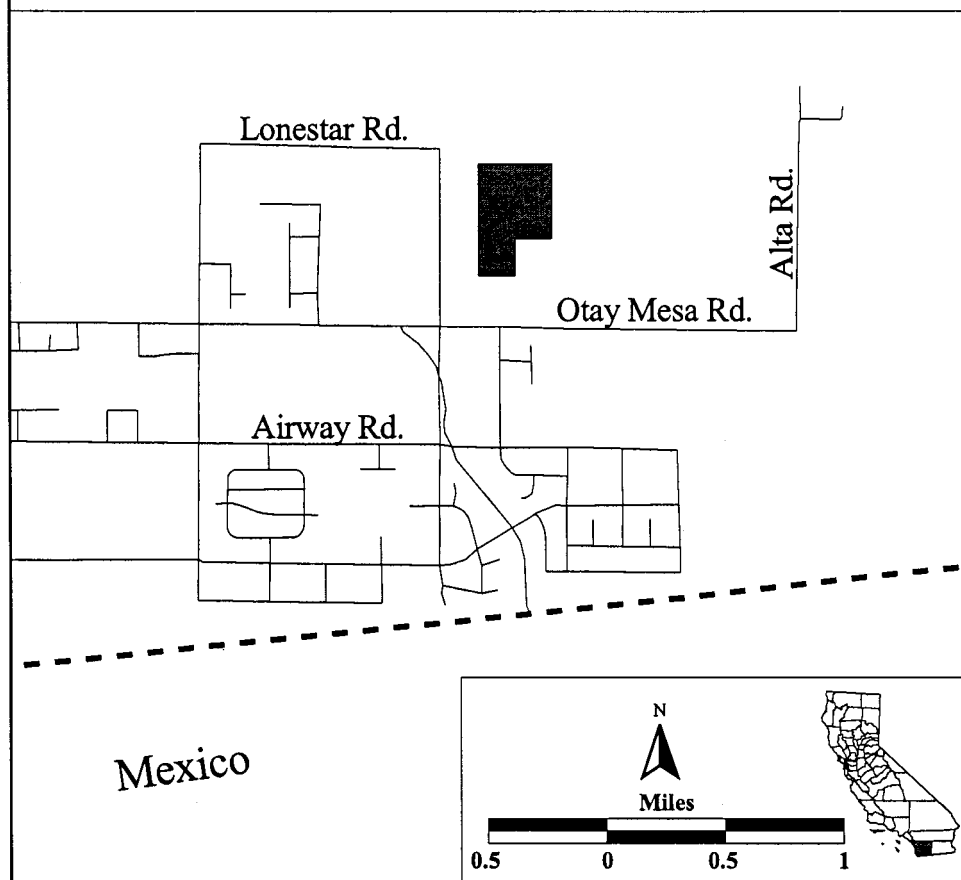 Lonestar Rd.
Alta Rd.
Otay Mesa Rd.
Airway Rd.
Mexico
N
Miles
0.5 0 0.5 1